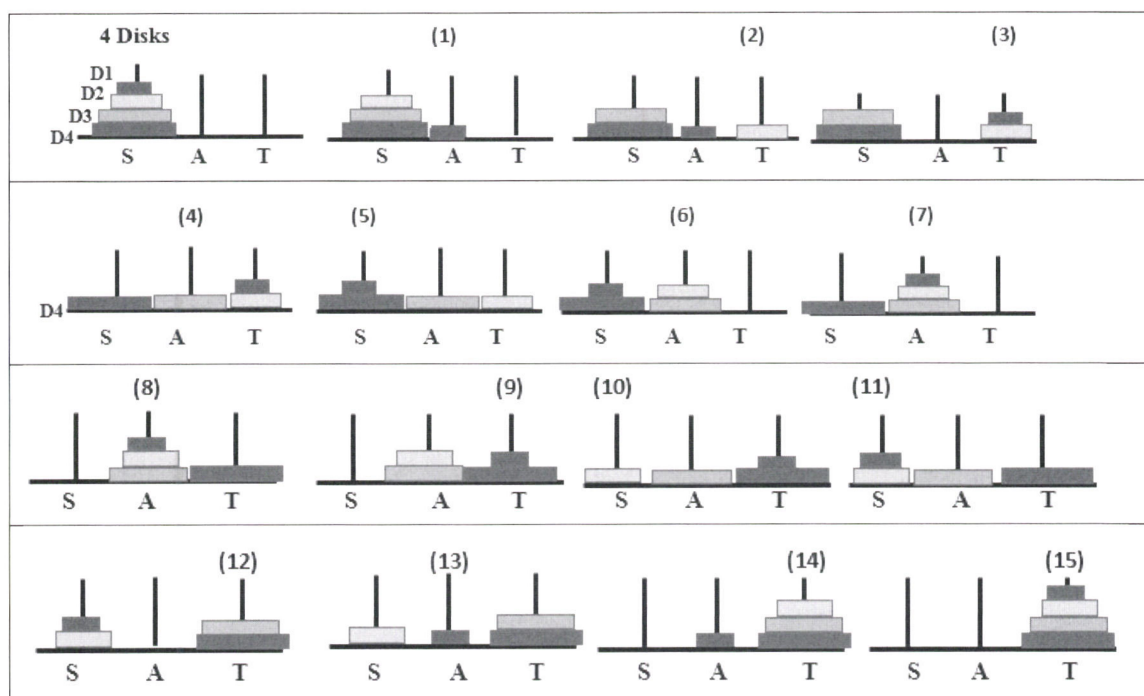 4 Disks (1) (2) (3)
D1
D2
D3
D4
S A T S A T S A T S A T
(4) (5) (6) (7)
D4
S A T S A T S A T S A T
(8) (9) (10) (11)
S A T S A T S A T S A T
(12) (13) (14) (15)
S A T S A T S A T S A T